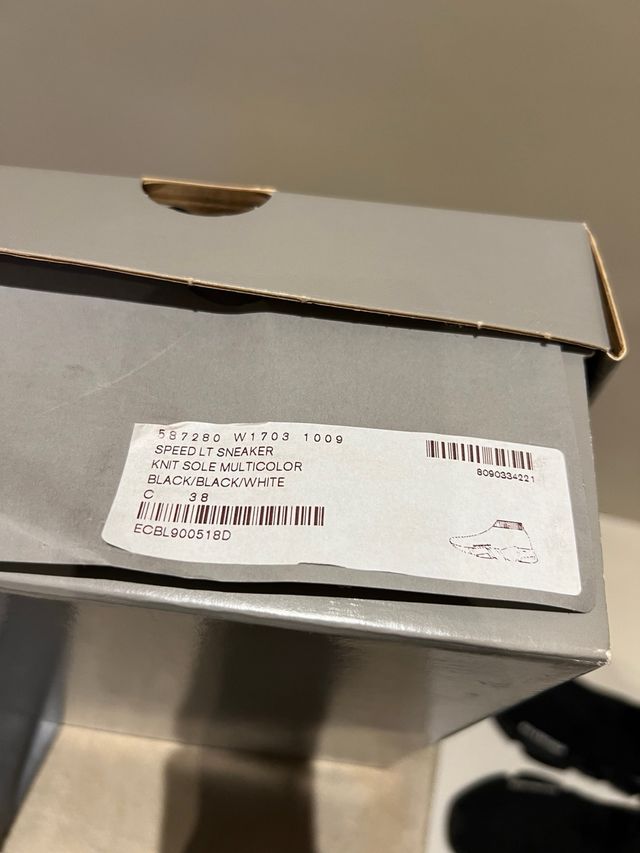 587280 W1703 1009
SPEED LT SNEAKER
KNIT SOLE MULTICOLOR
BLACK/BLACK/WHITE
C 38
ECBL900518D
8090334221